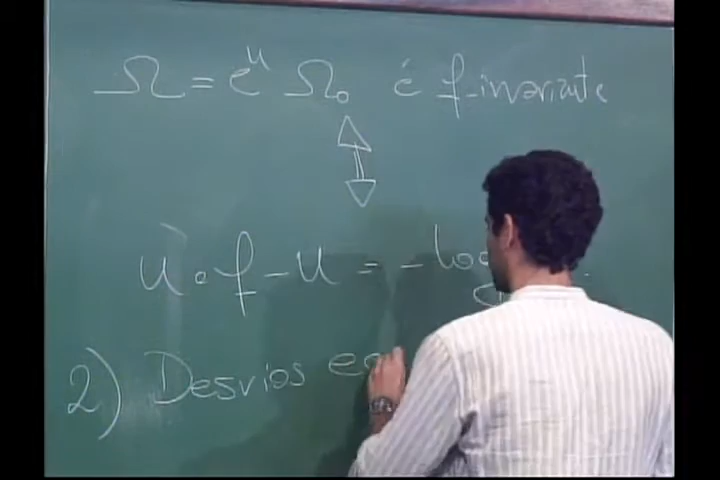 Ω = e^u Ω₀ é f-invariante
⇕
u∘f - u = - log
2) Desvios